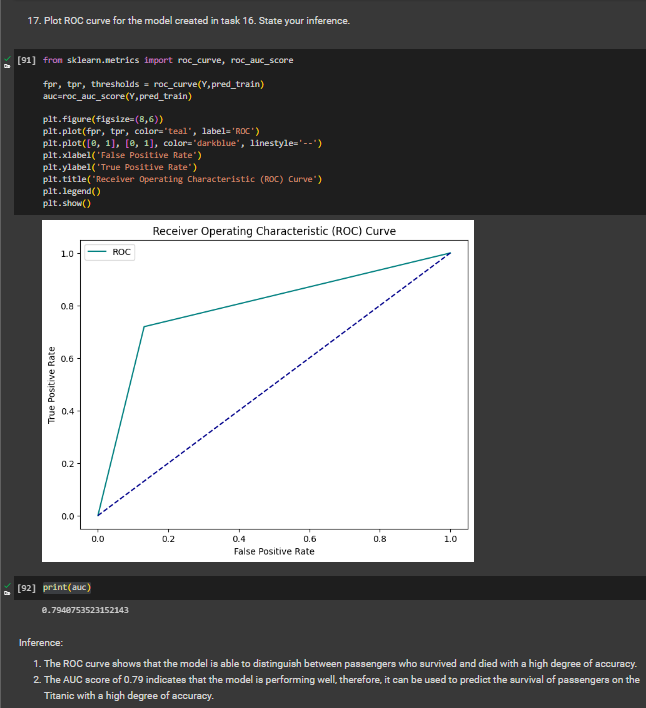 17. Plot ROC curve for the model created in task 16. State your inference.
[91] from sklearn.metrics import roc_curve, roc_auc_score
fpr, tpr, thresholds = roc_curve(Y,pred_train)
auc=roc_auc_score(Y,pred_train)
plt.figure(figsize=(8,6))
plt.plot(fpr, tpr, color='teal', label='ROC')
plt.plot([0, 1], [0, 1], color='darkblue', linestyle='--')
plt.xlabel('False Positive Rate')
plt.ylabel('True Positive Rate')
plt.title('Receiver Operating Characteristic (ROC) Curve')
plt.legend()
plt.show()
Receiver Operating Characteristic (ROC) Curve
ROC
1.0
0.8
0.6
0.4
0.2
0.0
True Positive Rate
0.0 0.2 0.4 0.6 0.8 1.0
False Positive Rate
[92] print(auc)
0.7940753523152143
Inference:
1. The ROC curve shows that the model is able to distinguish between passengers who survived and died with a high degree of accuracy.
2. The AUC score of 0.79 indicates that the model is performing well, therefore, it can be used to predict the survival of passengers on the
Titanic with a high degree of accuracy.